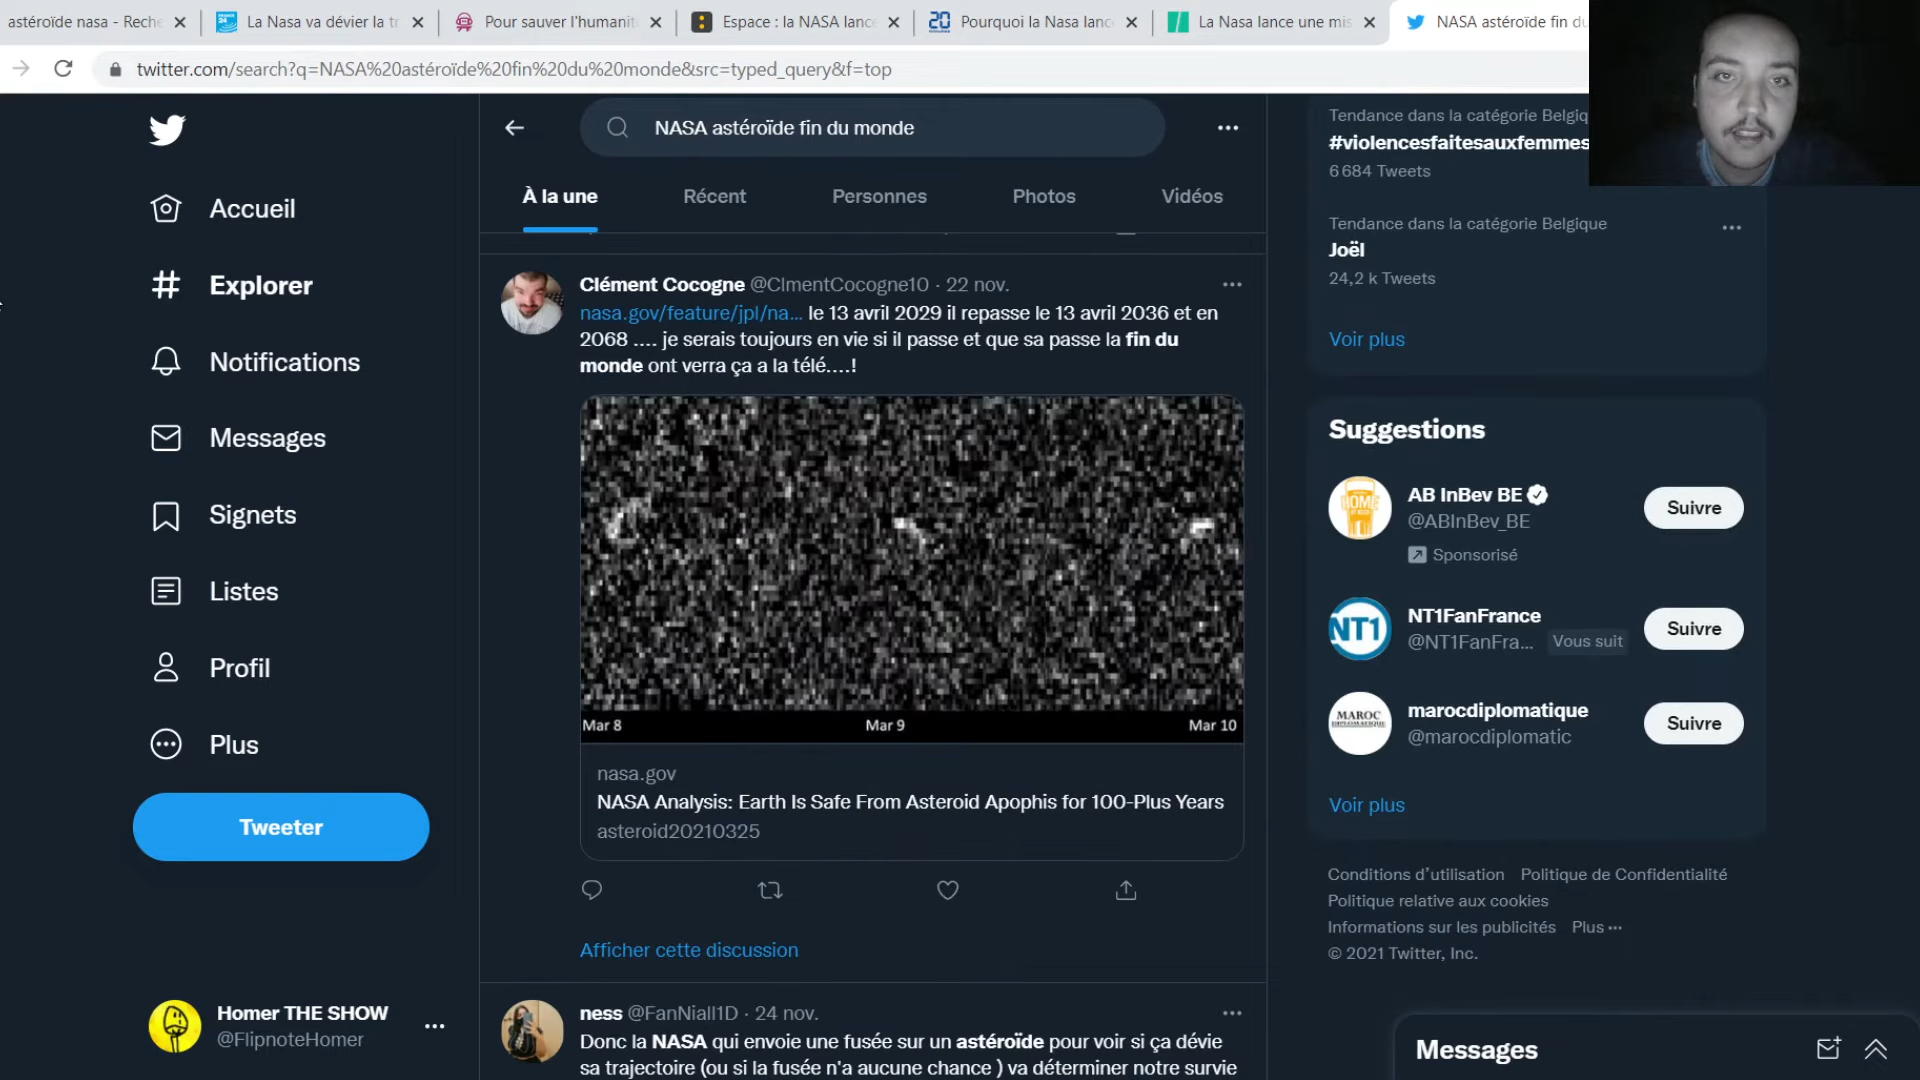 astéroïde nasa - Reche
La Nasa va dévier la tr
Pour sauver l'humanit
Espace : la NASA lance
Pourquoi la Nasa lanc
La Nasa lance une mis
NASA astéroïde fin du
twitter.com/search?q=NASA%20astéroïde%20fin%20du%20monde&src=typed_query&f=top
NASA astéroïde fin du monde
À la une
Récent
Personnes
Photos
Vidéos
Accueil
Explorer
Notifications
Messages
Signets
Listes
Profil
Plus
Tweeter
Homer THE SHOW
@FlipnoteHomer
Clément Cocogne @ClmentCocogne10 · 22 nov.
nasa.gov/feature/jpl/na... le 13 avril 2029 il repasse le 13 avril 2036 et en
2068 .... je serais toujours en vie si il passe et que sa passe la fin du
monde ont verra ça a la télé....!
Mar 8
Mar 9
Mar 10
nasa.gov
NASA Analysis: Earth Is Safe From Asteroid Apophis for 100-Plus Years
asteroid20210325
Afficher cette discussion
ness @FanNiall1D · 24 nov.
Donc la NASA qui envoie une fusée sur un astéroïde pour voir si ça dévie
sa trajectoire (ou si la fusée n'a aucune chance ) va déterminer notre survie
Tendance dans la catégorie Belgiq
#violencesfaitesauxfemmes
6 684 Tweets
Tendance dans la catégorie Belgique
Joël
24,2 k Tweets
Voir plus
Suggestions
AB InBev BE
@ABInBev_BE
Sponsorisé
Suivre
NT1
NT1FanFrance
@NT1FanFra...
Vous suit
Suivre
MAROC
DIPLOMATIQUE
marocdiplomatique
@marocdiplomatic
Suivre
Voir plus
Conditions d'utilisation Politique de Confidentialité
Politique relative aux cookies
Informations sur les publicités Plus ···
© 2021 Twitter, Inc.
Messages